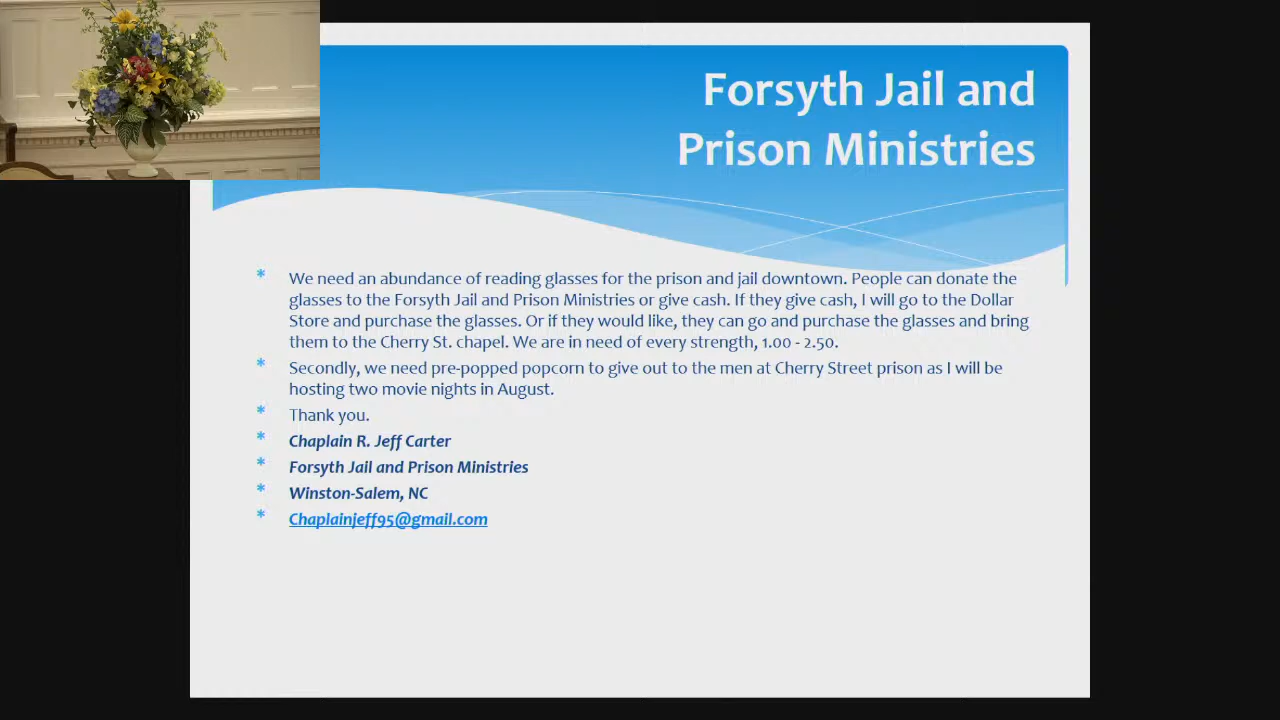 Forsyth Jail and
Prison Ministries
* We need an abundance of reading glasses for the prison and jail downtown. People can donate the
glasses to the Forsyth Jail and Prison Ministries or give cash. If they give cash, I will go to the Dollar
Store and purchase the glasses. Or if they would like, they can go and purchase the glasses and bring
them to the Cherry St. chapel. We are in need of every strength, 1.00 - 2.50.
* Secondly, we need pre-popped popcorn to give out to the men at Cherry Street prison as I will be
hosting two movie nights in August.
* Thank you.
* Chaplain R. Jeff Carter
* Forsyth Jail and Prison Ministries
* Winston-Salem, NC
* Chaplainjeff95@gmail.com